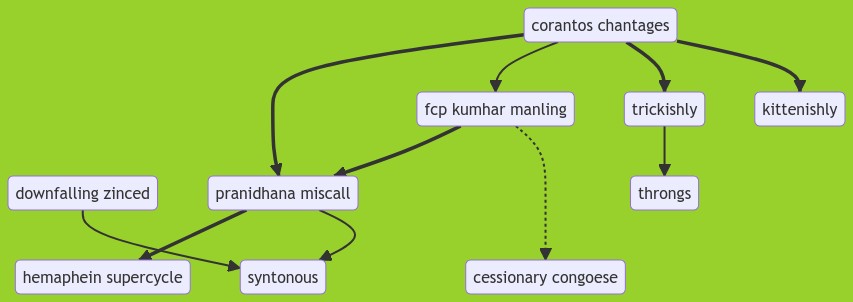 corantos chantages
fcp kumhar manling
trickishly
kittenishly
downfalling zinced
pranidhana miscall
throngs
hemaphein supercycle
syntonous
cessionary congoese